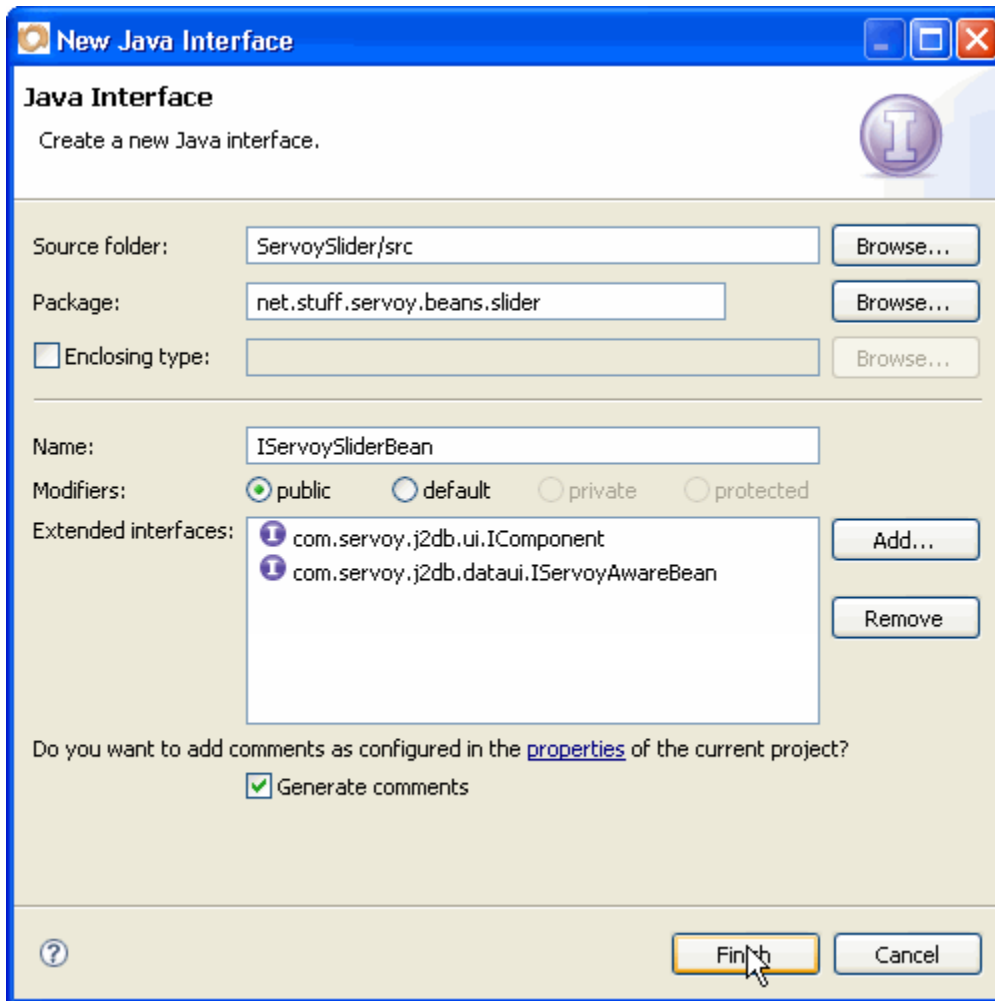 New Java Interface
Java Interface
Create a new Java interface.
Source folder: ServoySlider/src Browse...
Package: net.stuff.servoy.beans.slider Browse...
Enclosing type: Browse...
Name: IServoySliderBean
Modifiers: public default private protected
Extended interfaces: I com.servoy.j2db.ui.IComponent Add...
I com.servoy.j2db.dataui.IServoyAwareBean
Remove
Do you want to add comments as configured in the properties of the current project?
Generate comments
? Finish Cancel